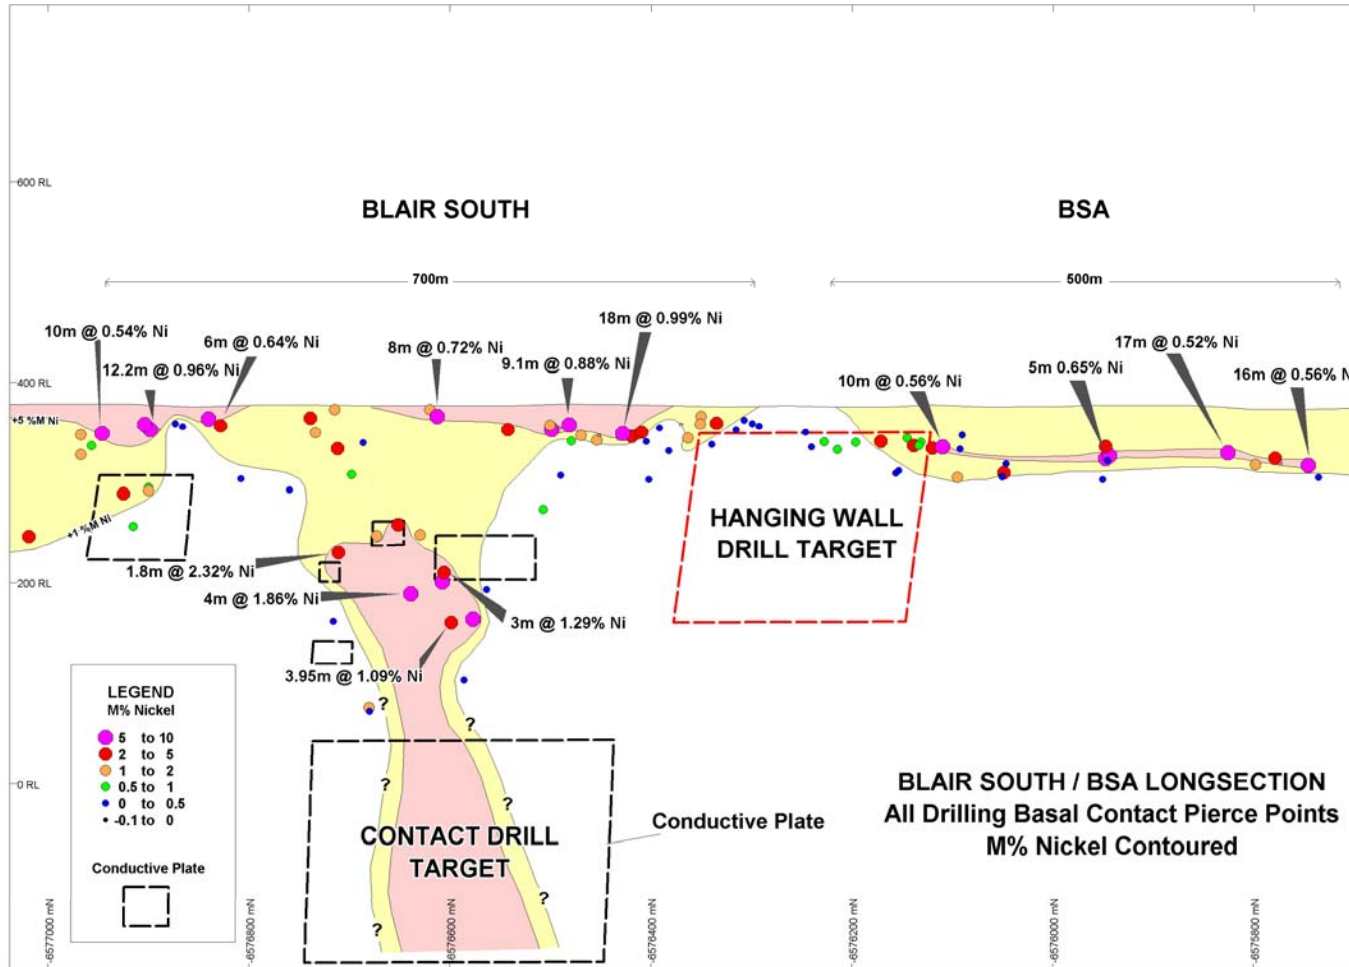 600 RL
BLAIR SOUTH
BSA
700m
500m
10m @ 0.54% Ni
12.2m @ 0.96% Ni
6m @ 0.64% Ni
8m @ 0.72% Ni
9.1m @ 0.88% Ni
18m @ 0.99% Ni
10m @ 0.56% Ni
5m 0.65% Ni
17m @ 0.52% Ni
16m @ 0.56% N
400 RL
+5 %M Ni
+1 %M Ni
HANGING WALL
DRILL TARGET
1.8m @ 2.32% Ni
200 RL
4m @ 1.86% Ni
3m @ 1.29% Ni
3.95m @ 1.09% Ni
LEGEND
M% Nickel
5 to 10
2 to 5
1 to 2
0.5 to 1
0 to 0.5
-0.1 to 0
Conductive Plate
?
?
?
?
?
?
?
0 RL
CONTACT DRILL
TARGET
Conductive Plate
BLAIR SOUTH / BSA LONGSECTION
All Drilling Basal Contact Pierce Points
M% Nickel Contoured
-6577000 mN
-6576800 mN
-6576600 mN
-6576400 mN
-6576200 mN
-6576000 mN
-6575800 mN